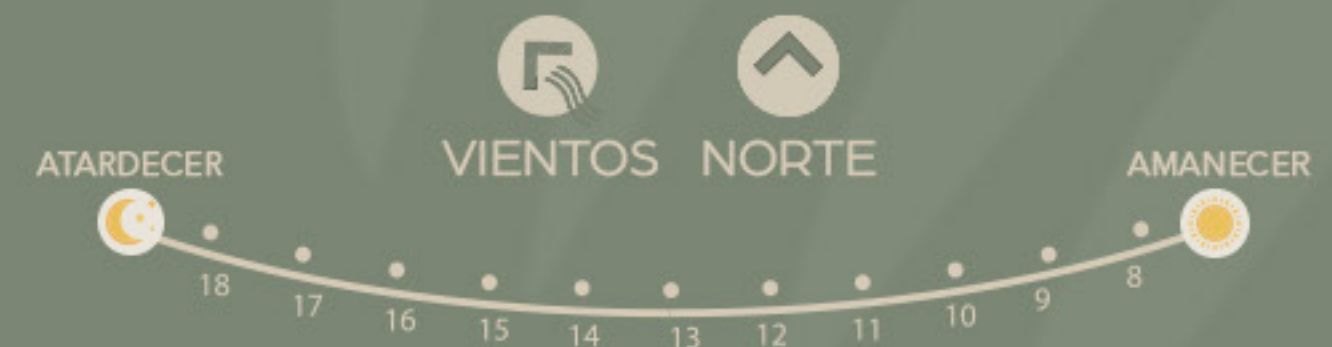 VIENTOS NORTE
ATARDECER
AMANECER
18 17 16 15 14 13 12 11 10 9 8